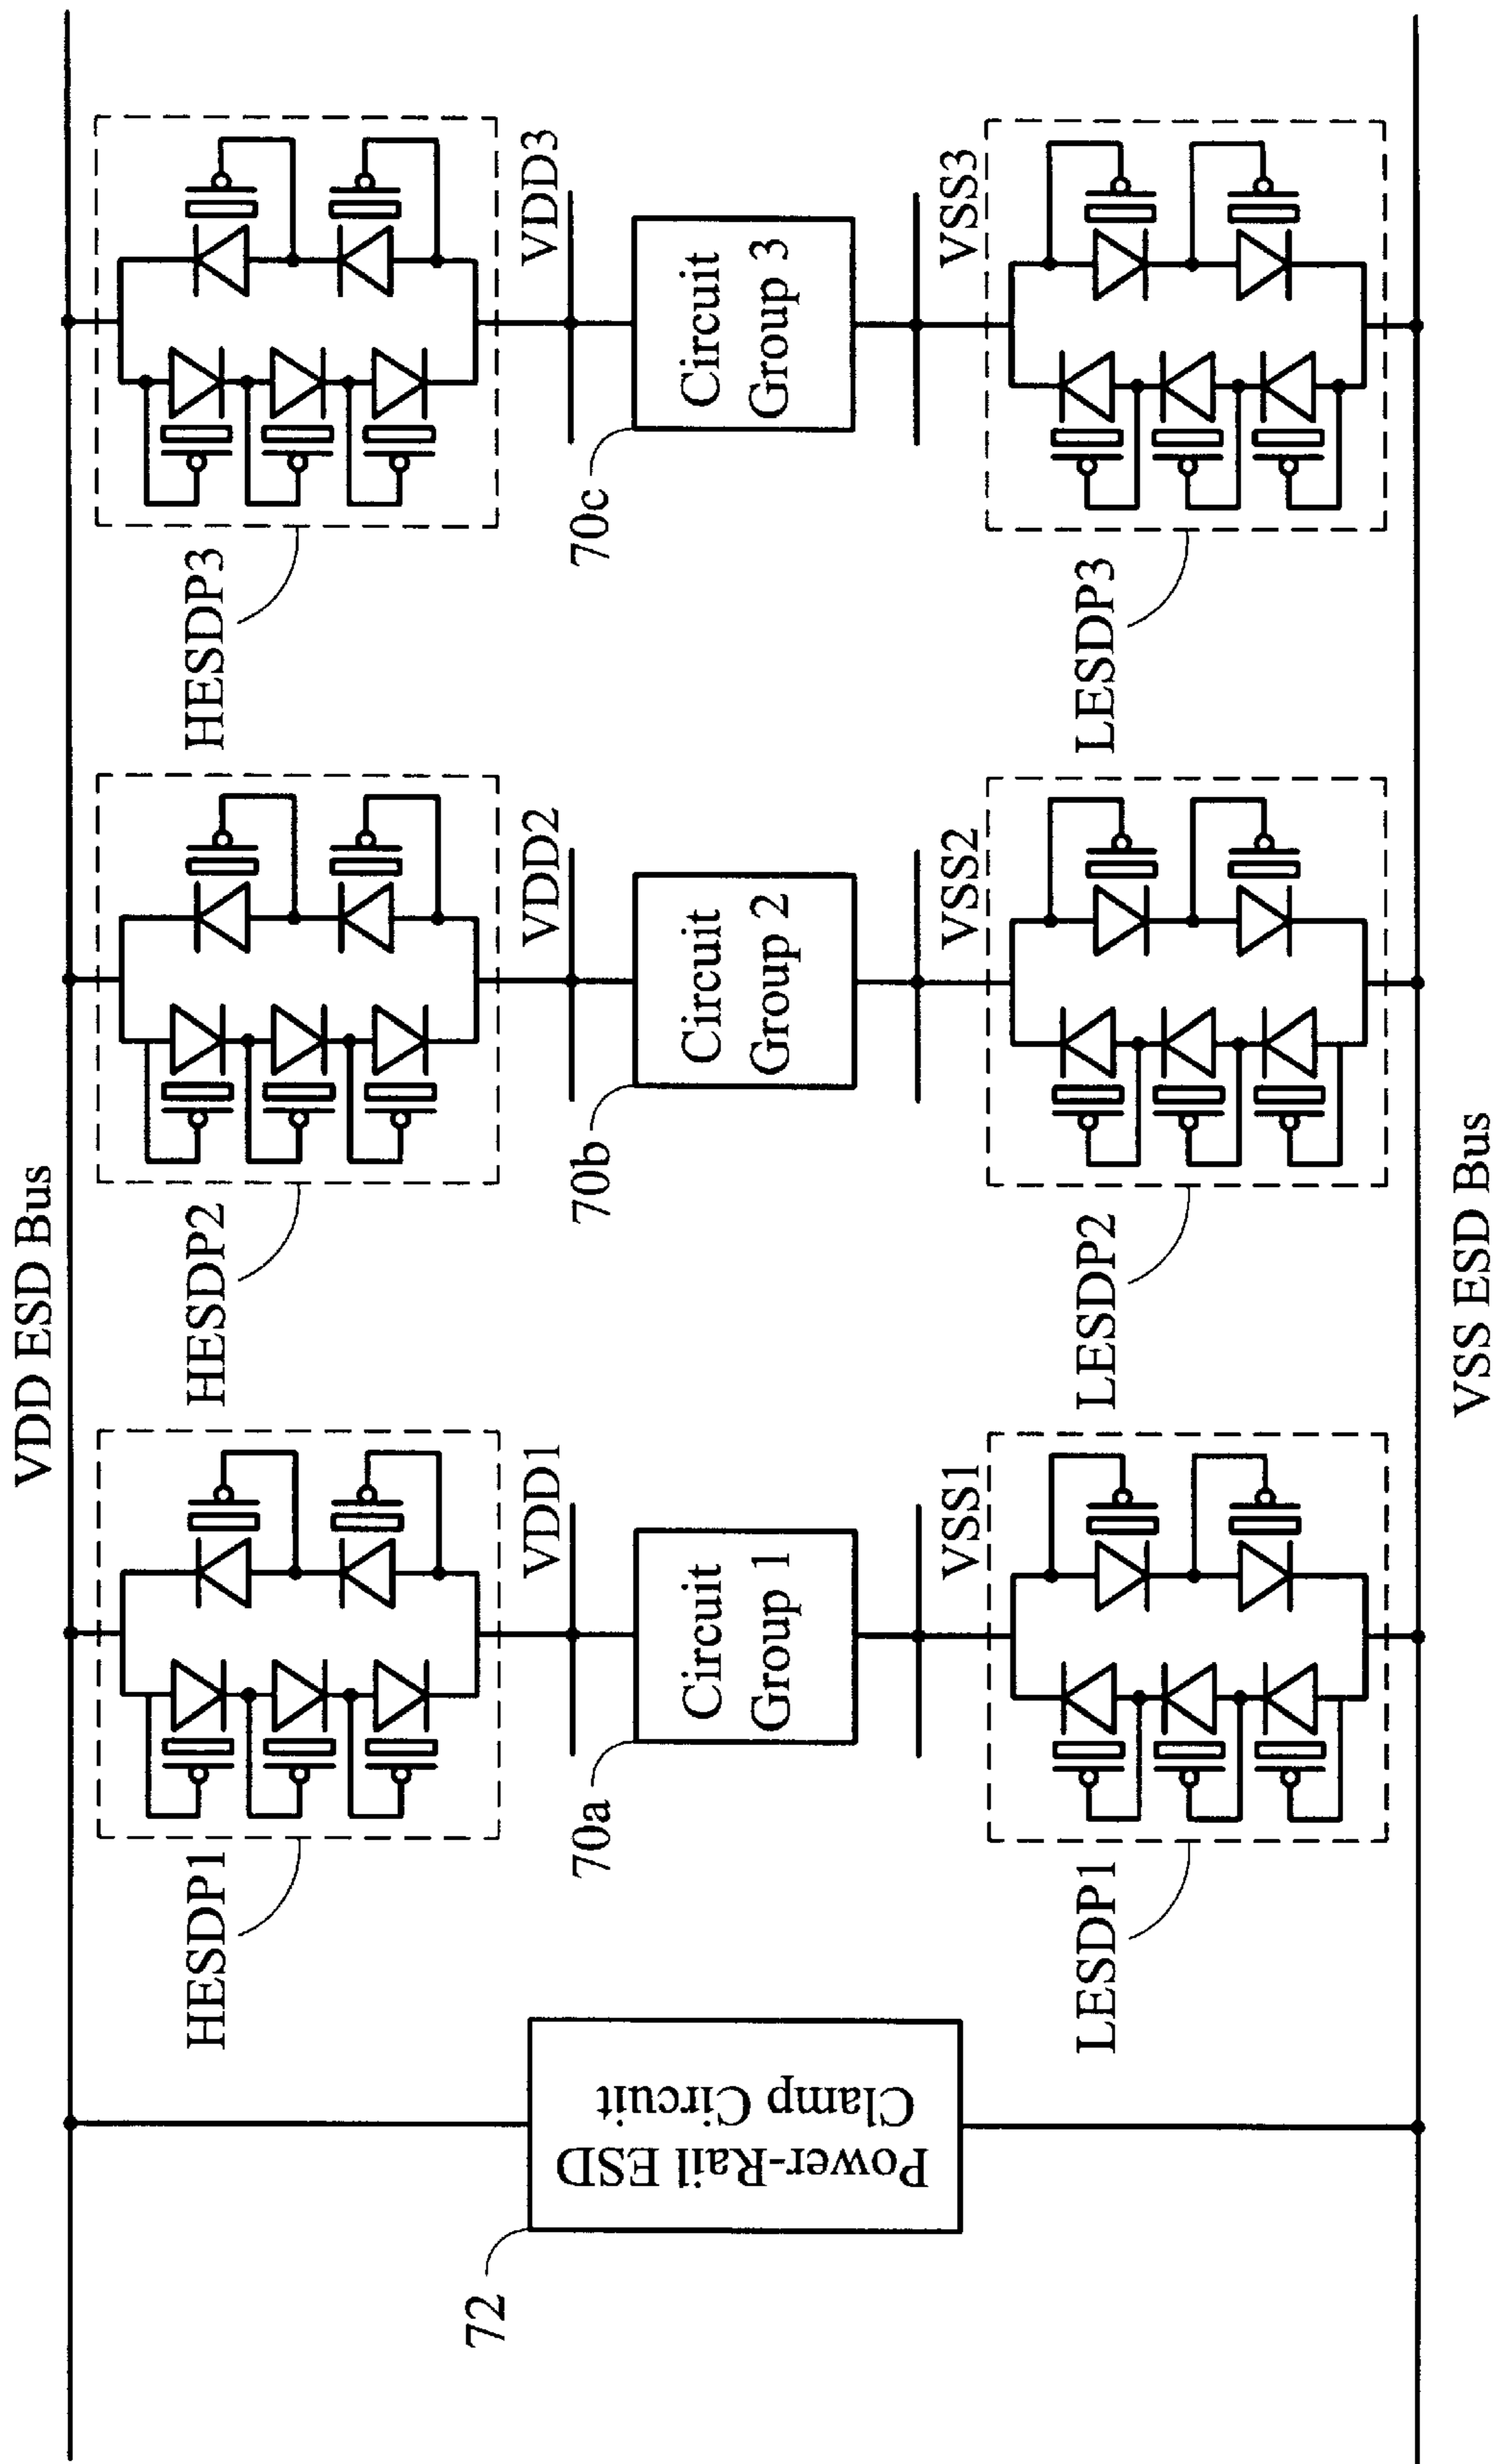 VDD ESD Bus
HESDP1
HESDP2
HESDP3
VDD1
VDD2
VDD3
72
Power-Rail ESD
Clamp Circuit
70a
Circuit
Group 1
70b
Circuit
Group 2
70c
Circuit
Group 3
VSS1
VSS2
VSS3
LESDP1
LESDP2
LESDP3
VSS ESD Bus